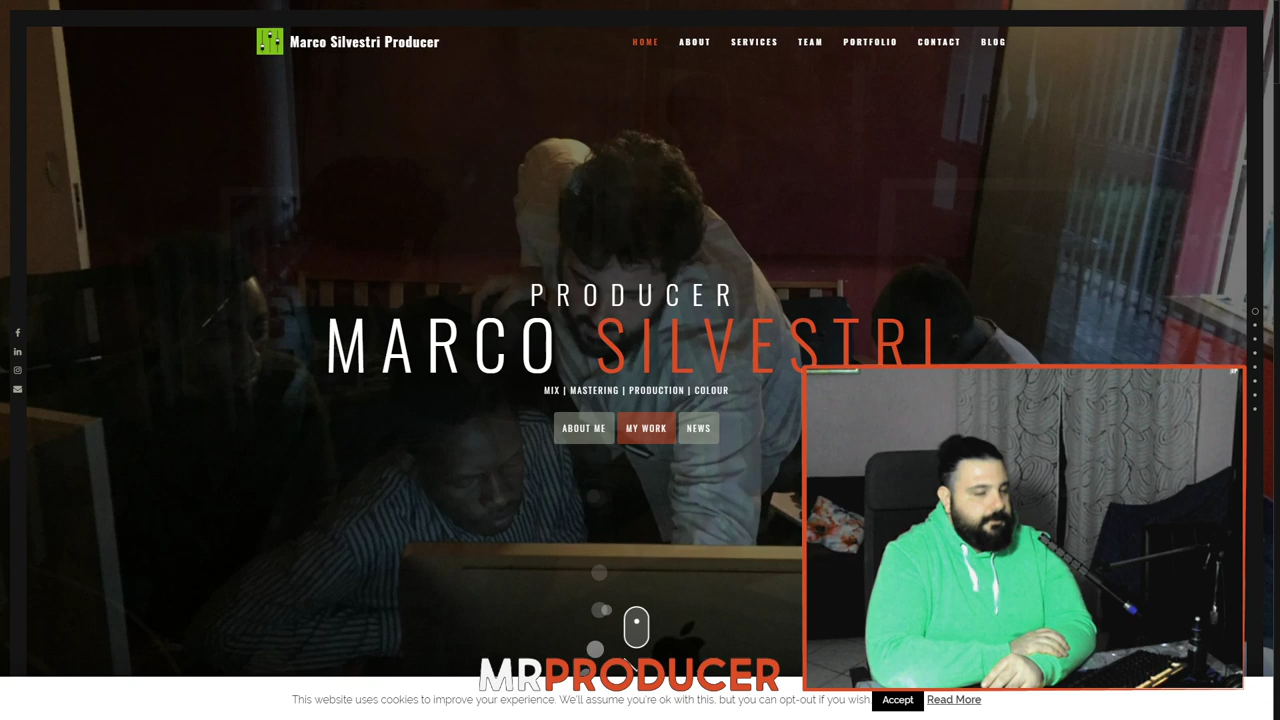 Marco Silvestri Producer
HOME ABOUT SERVICES TEAM PORTFOLIO CONTACT BLOG
PRODUCER
MARCO SILVESTRI
MIX | MASTERING | PRODUCTION | COLOUR
ABOUT ME MY WORK NEWS
MRPRODUCER
This website uses cookies to improve your experience. We'll assume you're ok with this, but you can opt-out if you wish. Accept Read More